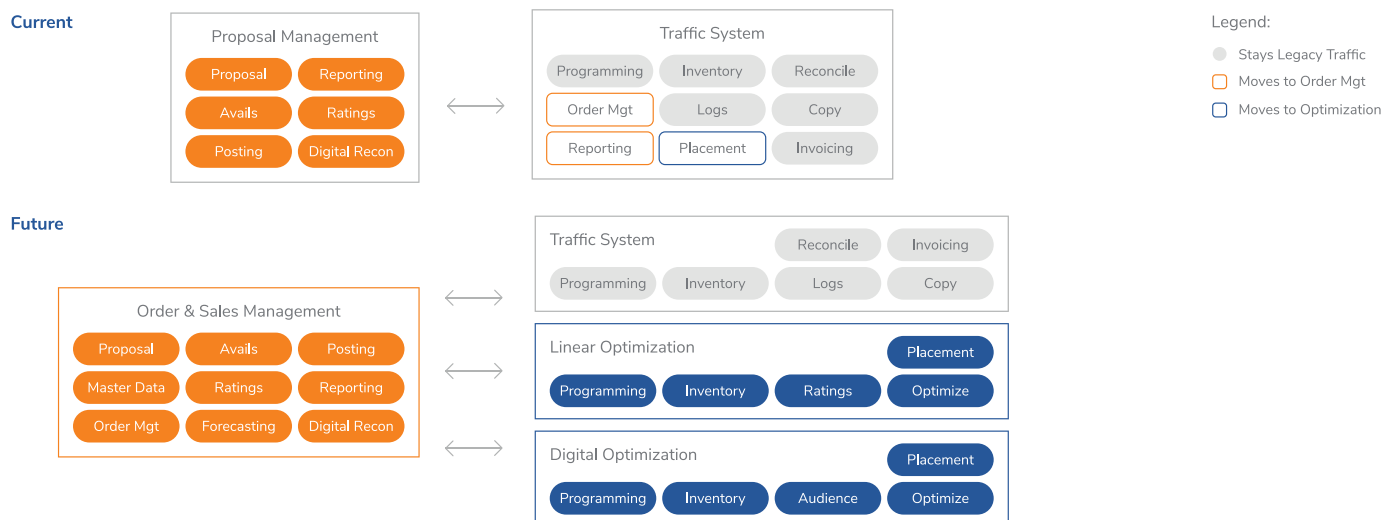 Current
Proposal Management
Proposal
Reporting
Avails
Ratings
Posting
Digital Recon
Traffic System
Programming
Inventory
Reconcile
Order Mgt
Logs
Copy
Reporting
Placement
Invoicing
Legend:
Stays Legacy Traffic
Moves to Order Mgt
Moves to Optimization
Future
Order & Sales Management
Proposal
Avails
Posting
Master Data
Ratings
Reporting
Order Mgt
Forecasting
Digital Recon
Traffic System
Reconcile
Invoicing
Programming
Inventory
Logs
Copy
Linear Optimization
Placement
Programming
Inventory
Ratings
Optimize
Digital Optimization
Placement
Programming
Inventory
Audience
Optimize